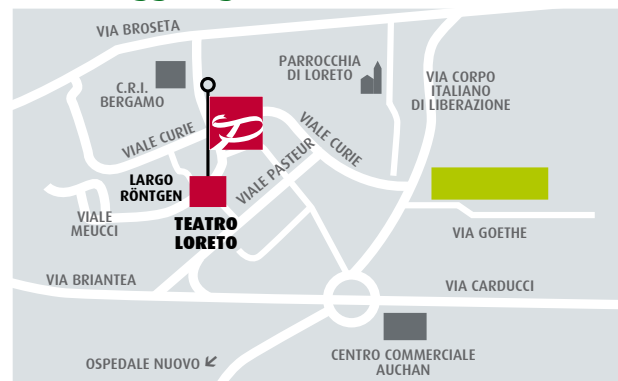 VIA BROSETA
C.R.I.
BERGAMO
PARROCCHIA
DI LORETO
VIA CORPO
ITALIANO
DI LIBERAZIONE
VIALE CURIE
VIALE CURIE
VIALE PASTEUR
LARGO
RÖNTGEN
VIALE
MEUCCI
TEATRO
LORETO
VIA GOETHE
VIA BRIANTEA
VIA CARDUCCI
OSPEDALE NUOVO
CENTRO COMMERCIALE
AUCHAN